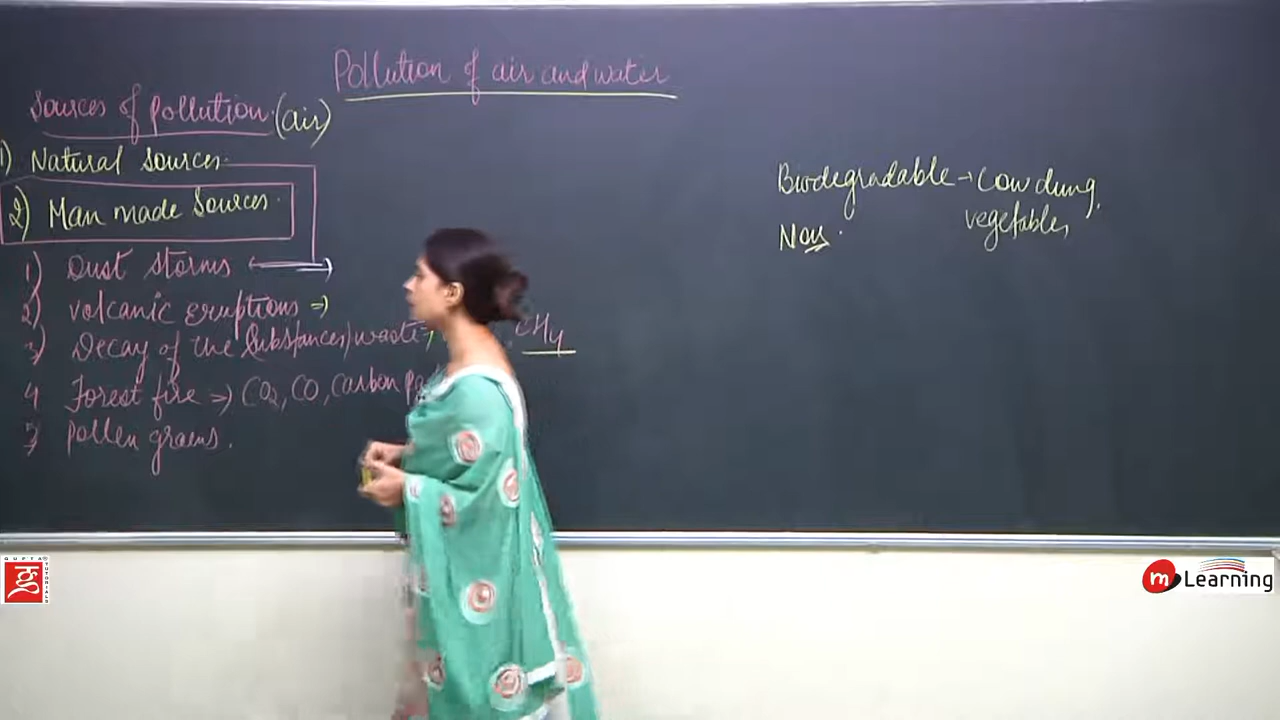 Pollution of air and water
Sources of pollution (air)
1) Natural sources.
2) Man made sources.
1) Dust storms
2) volcanic eruptions →
3) Decay of the Substances/waste
CH4
4 Forest fire → CO2, CO, Carbon
5 Pollen grains.
Biodegradable → Cow dung,
vegetables
Non
GUPTA TUTORIALS
m Learning